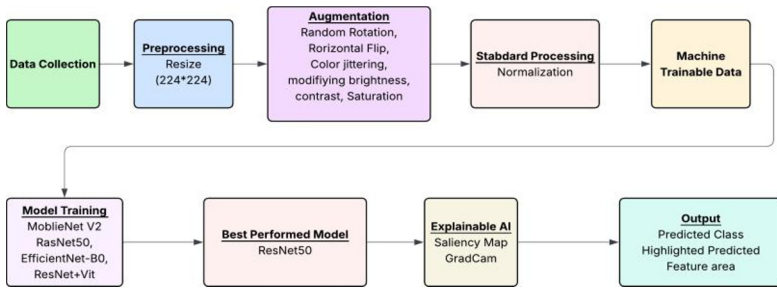 Data Collection
Preprocessing
Resize
(224*224)
Augmentation
Random Rotation,
Rorizontal Flip,
Color jittering,
modifiying brightness,
contrast, Saturation
Stabdard Processing
Normalization
Machine
Trainable Data
Model Training
MoblieNet V2
RasNet50,
EfficientNet-B0,
ResNet+Vit
Best Performed Model
ResNet50
Explainable AI
Saliency Map
GradCam
Output
Predicted Class
Highlighted Predicted
Feature area